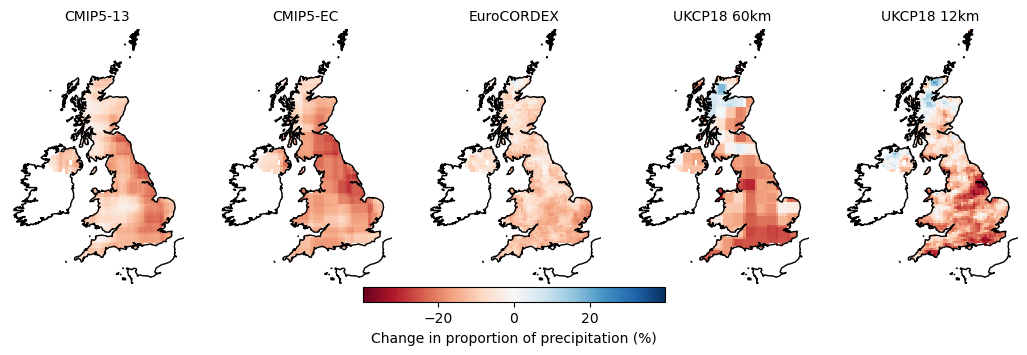 CMIP5-13
CMIP5-EC
EuroCORDEX
UKCP18 60km
UKCP18 12km
−20
0
20
Change in proportion of precipitation (%)